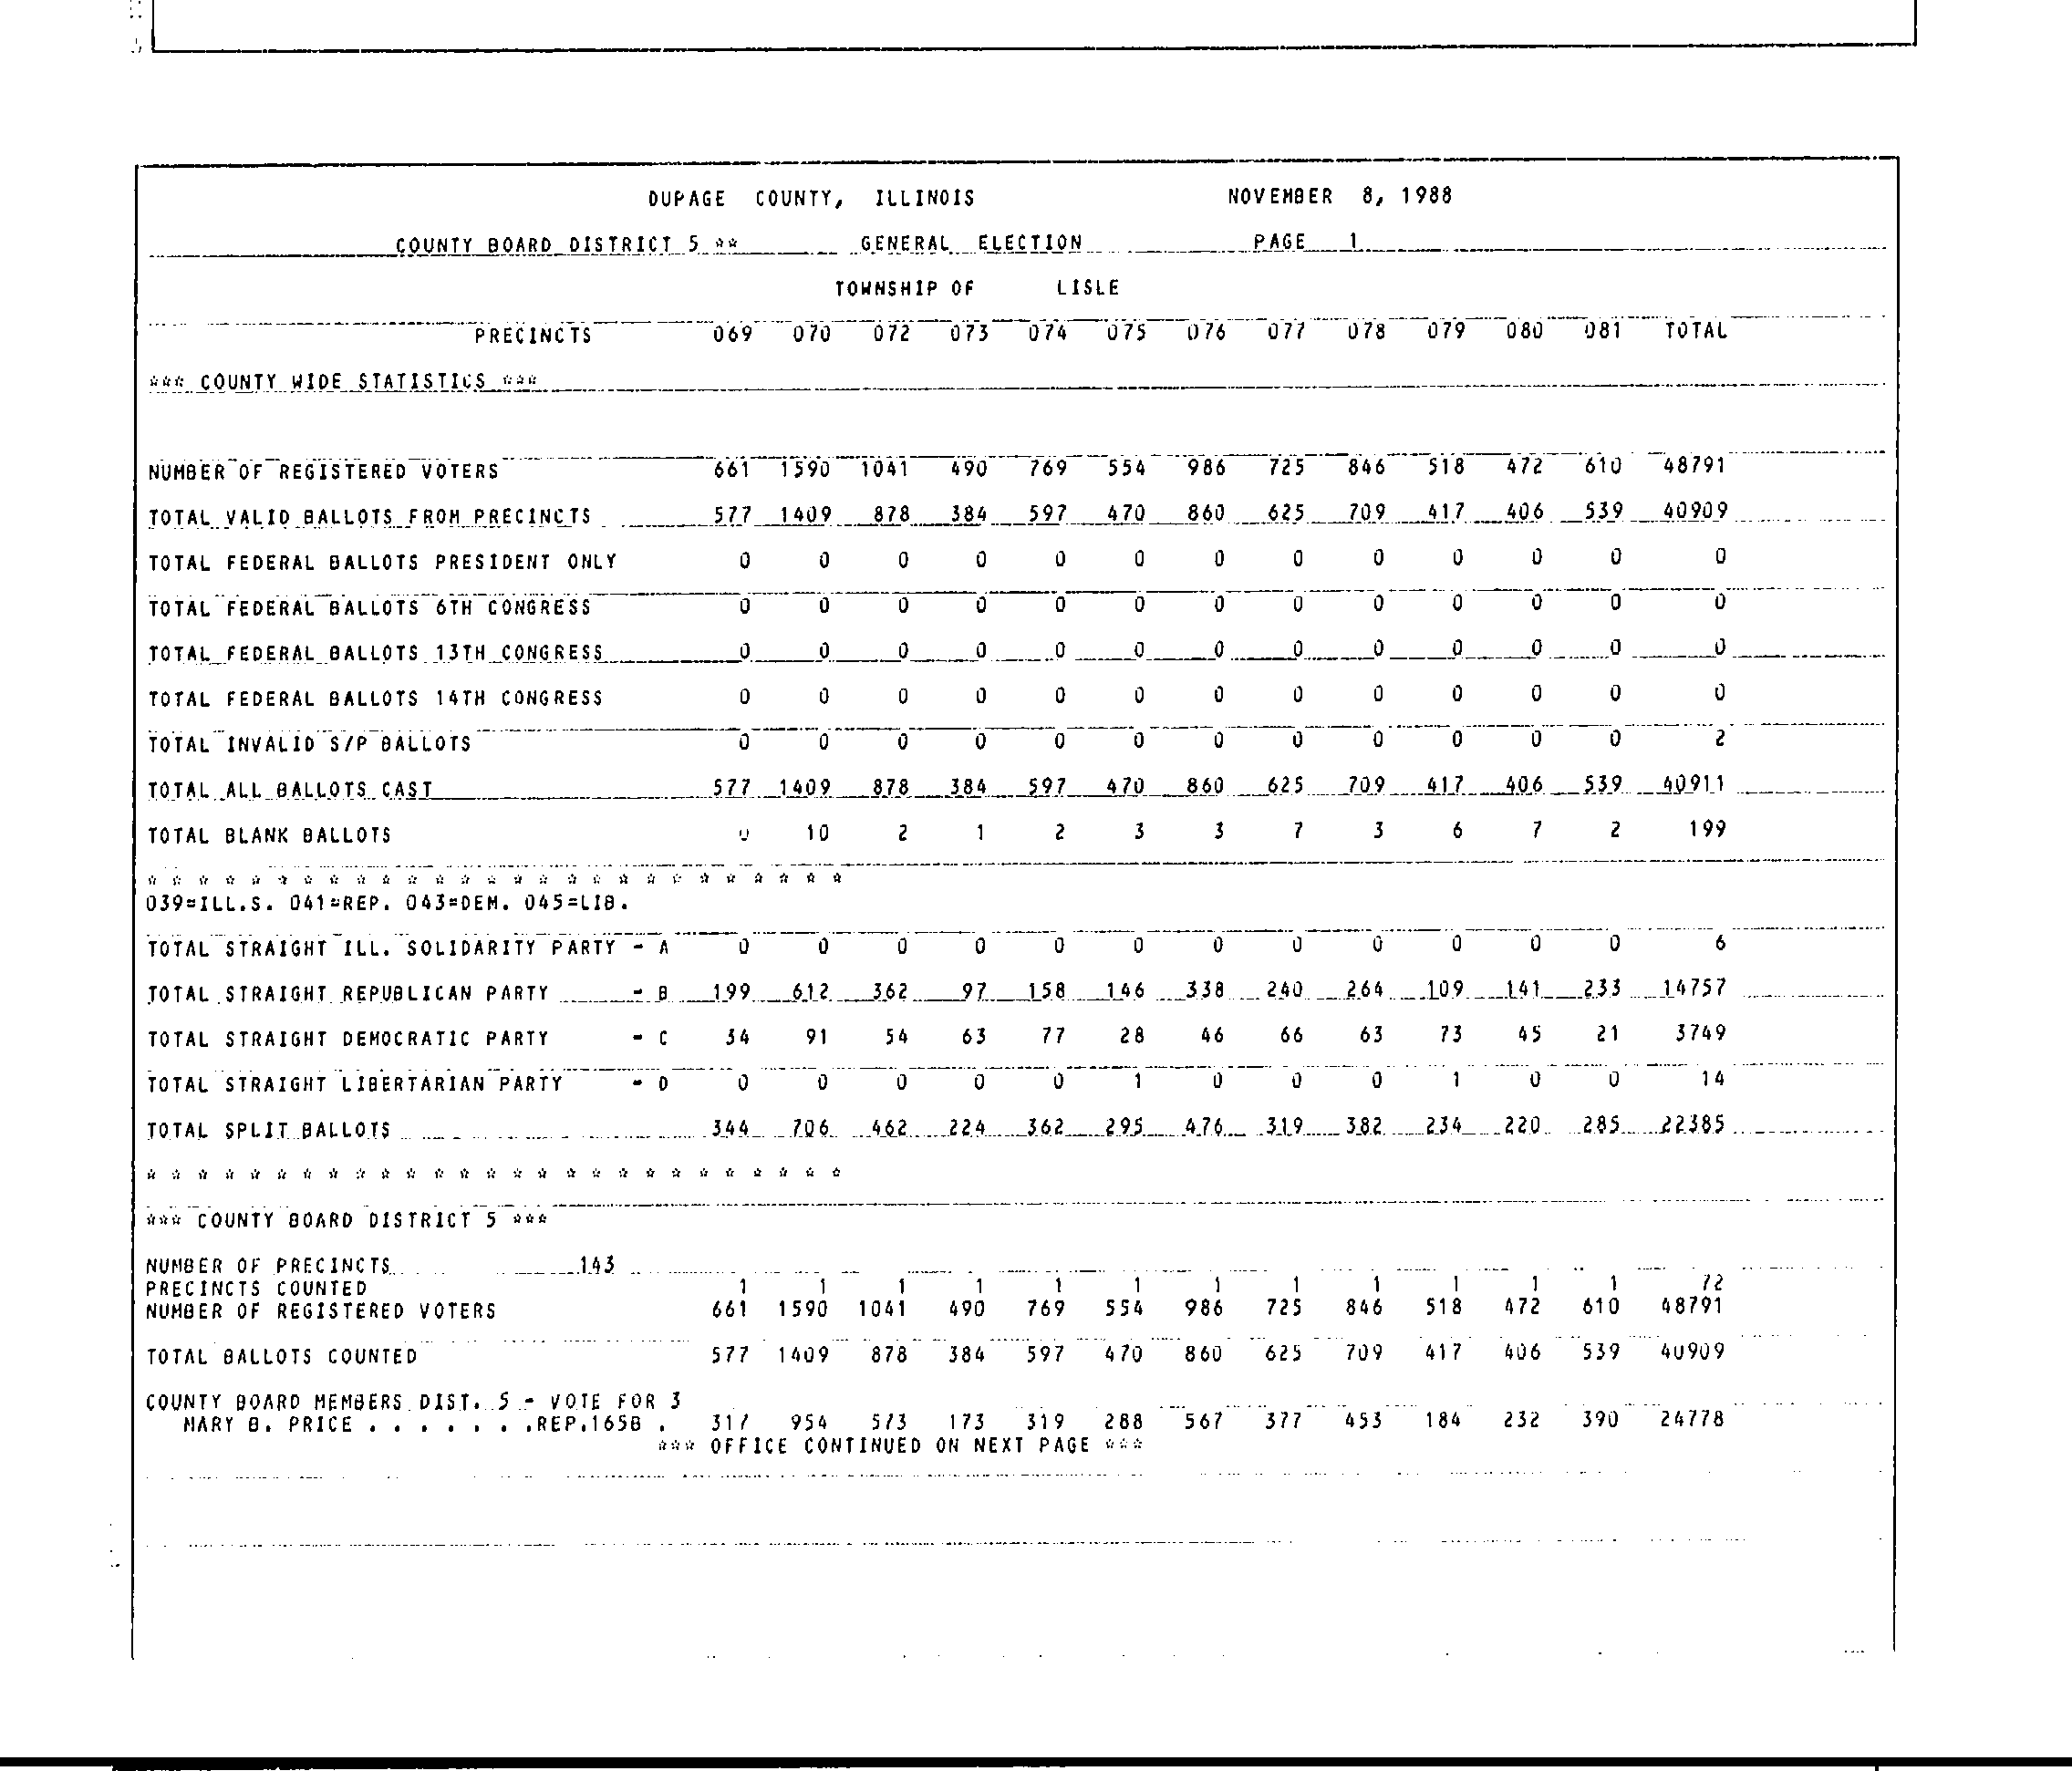 DUPAGE COUNTY, ILLINOIS NOVEMBER 8, 1988
COUNTY BOARD DISTRICT 5 ** GENERAL ELECTION PAGE 1
TOWNSHIP OF LISLE
PRECINCTS 069 070 072 073 074 075 076 077 078 079 080 081 TOTAL
*** COUNTY WIDE STATISTICS ***
NUMBER OF REGISTERED VOTERS 661 1590 1041 490 769 554 986 725 846 518 472 610 48791
TOTAL VALID BALLOTS FROM PRECINCTS 577 1409 878 384 597 470 860 625 709 417 406 539 40909
TOTAL FEDERAL BALLOTS PRESIDENT ONLY 0 0 0 0 0 0 0 0 0 0 0 0 0
TOTAL FEDERAL BALLOTS 6TH CONGRESS 0 0 0 0 0 0 0 0 0 0 0 0 0
TOTAL FEDERAL BALLOTS 13TH CONGRESS 0 0 0 0 0 0 0 0 0 0 0 0 0
TOTAL FEDERAL BALLOTS 14TH CONGRESS 0 0 0 0 0 0 0 0 0 0 0 0 0
TOTAL INVALID S/P BALLOTS 0 0 0 0 0 0 0 0 0 0 0 0 2
TOTAL ALL BALLOTS CAST 577 1409 878 384 597 470 860 625 709 417 406 539 40911
TOTAL BLANK BALLOTS 0 10 2 1 2 3 3 7 3 6 7 2 199
* * * * * * * * * * * * * * * * * * * * * * * * * * *
039=ILL.S. 041=REP. 043=DEM. 045=LIB.
TOTAL STRAIGHT ILL. SOLIDARITY PARTY - A 0 0 0 0 0 0 0 0 0 0 0 0 6
TOTAL STRAIGHT REPUBLICAN PARTY - B 199 612 362 97 158 146 338 240 264 109 141 233 14757
TOTAL STRAIGHT DEMOCRATIC PARTY - C 34 91 54 63 77 28 46 66 63 73 45 21 3749
TOTAL STRAIGHT LIBERTARIAN PARTY - D 0 0 0 0 0 1 0 0 0 1 0 0 14
TOTAL SPLIT BALLOTS 344 706 462 224 362 295 476 319 382 234 220 285 22385
* * * * * * * * * * * * * * * * * * * * * * * * * * *
*** COUNTY BOARD DISTRICT 5 ***
NUMBER OF PRECINCTS 143
PRECINCTS COUNTED 1 1 1 1 1 1 1 1 1 1 1 1 72
NUMBER OF REGISTERED VOTERS 661 1590 1041 490 769 554 986 725 846 518 472 610 48791
TOTAL BALLOTS COUNTED 577 1409 878 384 597 470 860 625 709 417 406 539 40909
COUNTY BOARD MEMBERS DIST. 5 - VOTE FOR 3
MARY B. PRICE . . . . . . .REP.165B . 317 954 573 173 319 288 567 377 453 184 232 390 24778
*** OFFICE CONTINUED ON NEXT PAGE ***